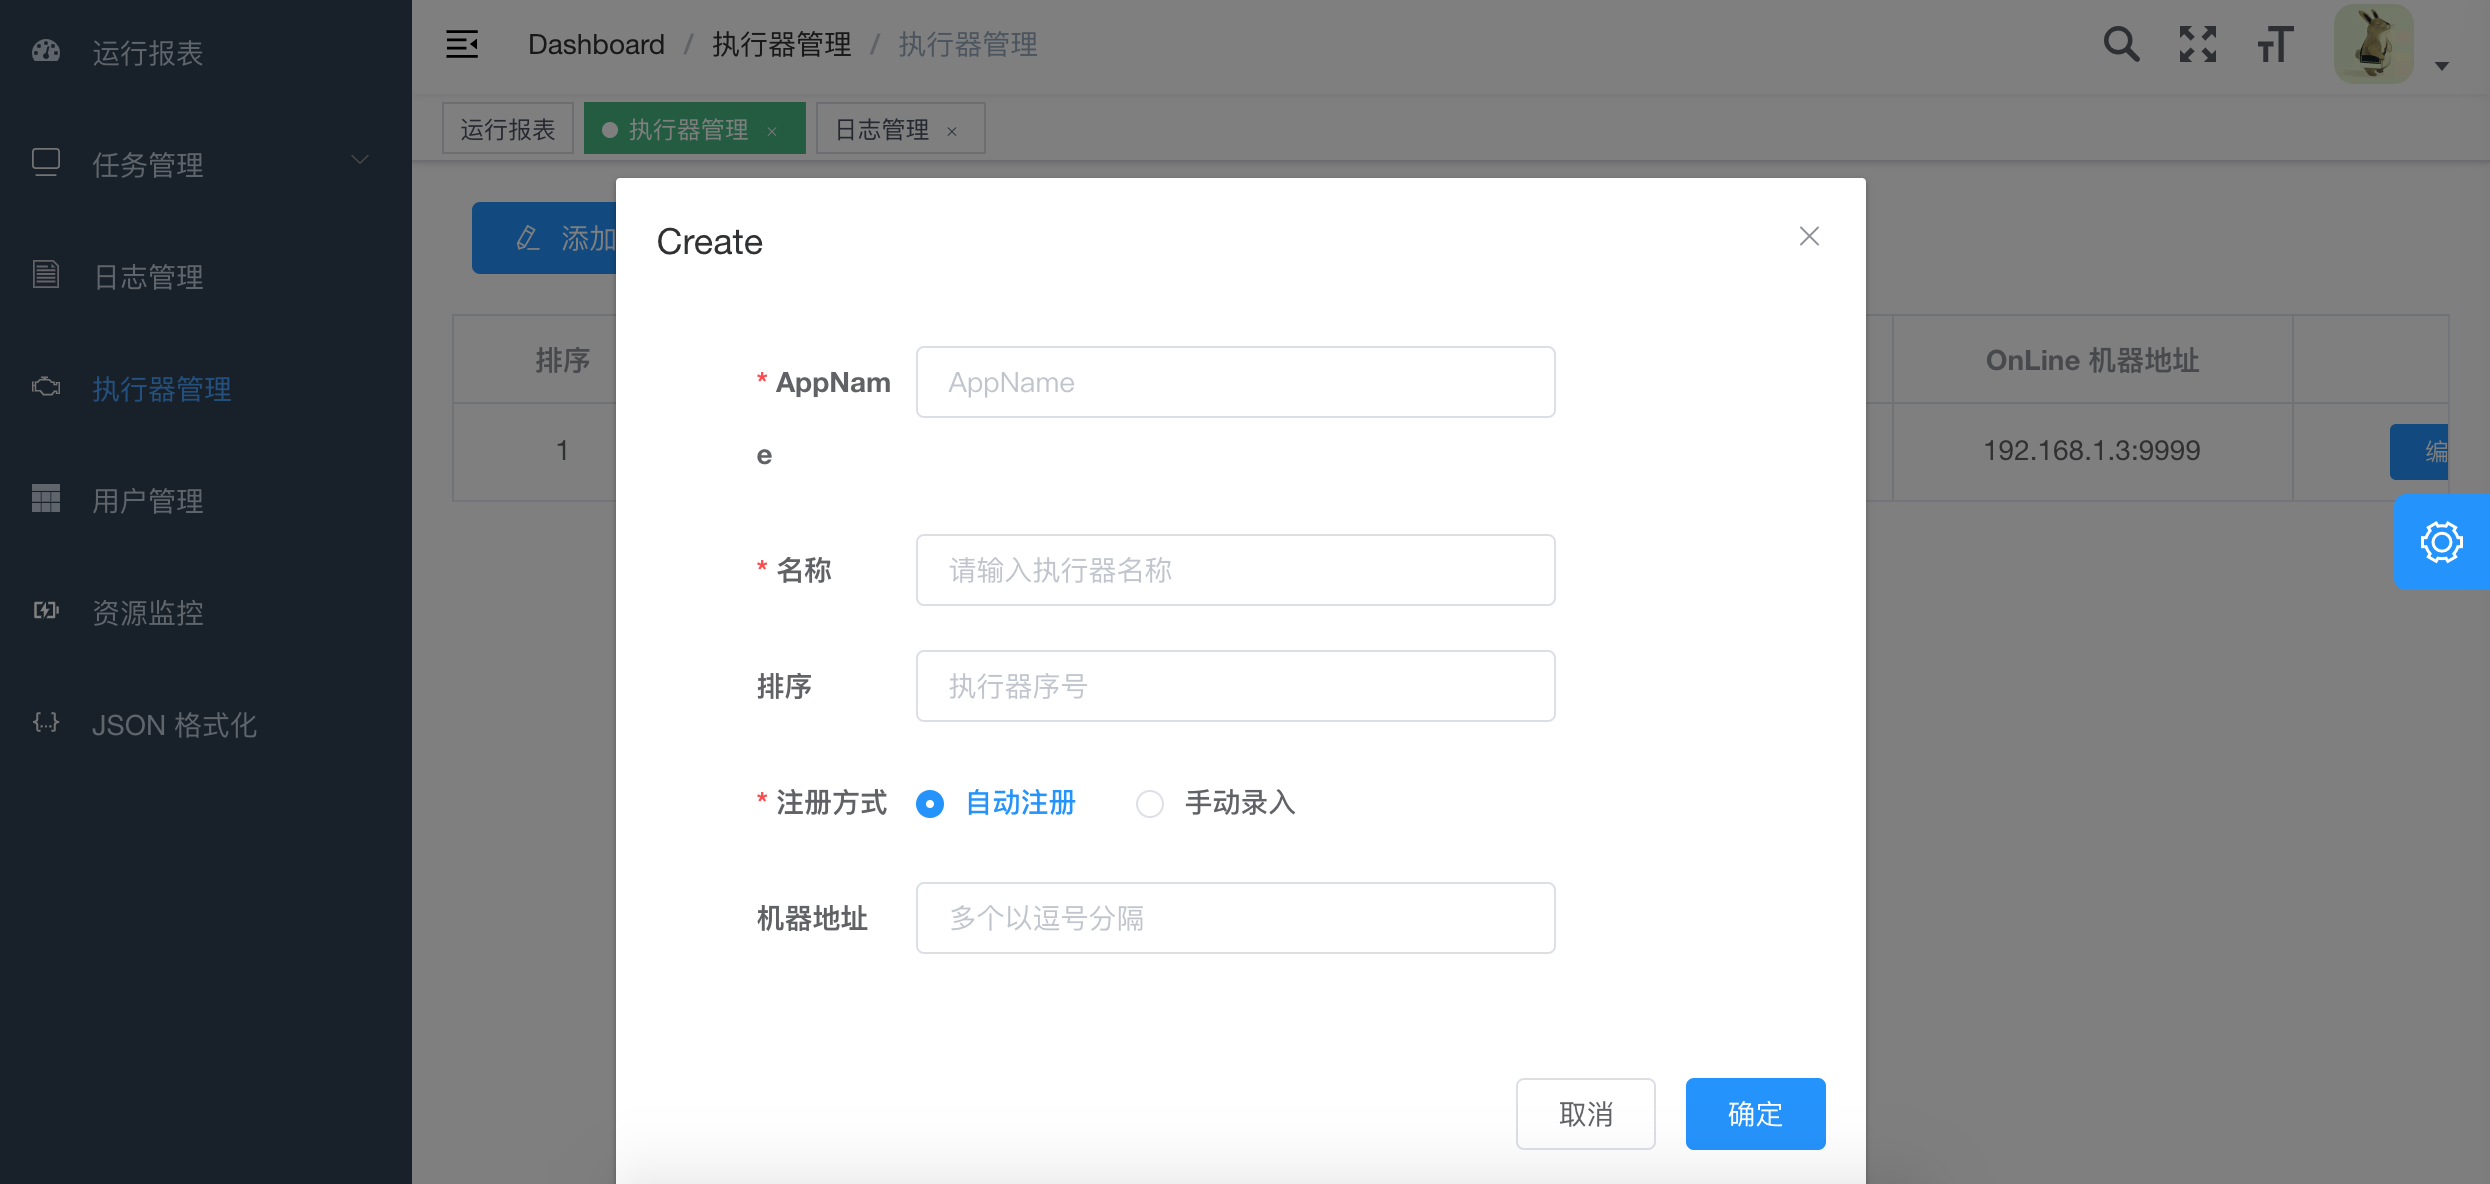 运行报表
任务管理
日志管理
执行器管理
用户管理
资源监控
JSON 格式化
Dashboard / 执行器管理 / 执行器管理
运行报表
执行器管理 ×
日志管理 ×
添加
排序
OnLine 机器地址
1
192.168.1.3:9999
编
Create
* AppNam
e
AppName
* 名称
请输入执行器名称
排序
执行器序号
* 注册方式
自动注册
手动录入
机器地址
多个以逗号分隔
取消
确定